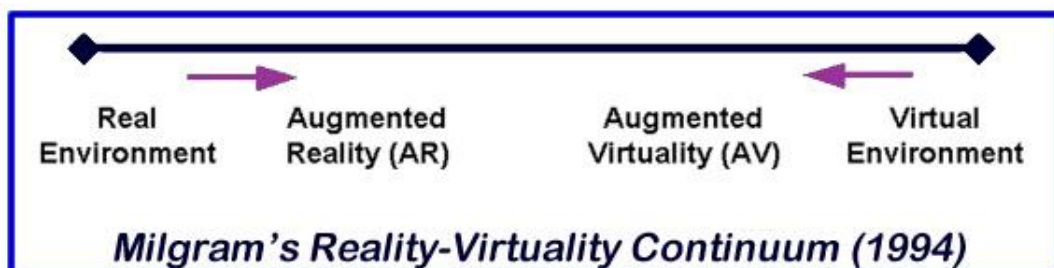 Real Environment
Augmented Reality (AR)
Augmented Virtuality (AV)
Virtual Environment
Milgram's Reality-Virtuality Continuum (1994)